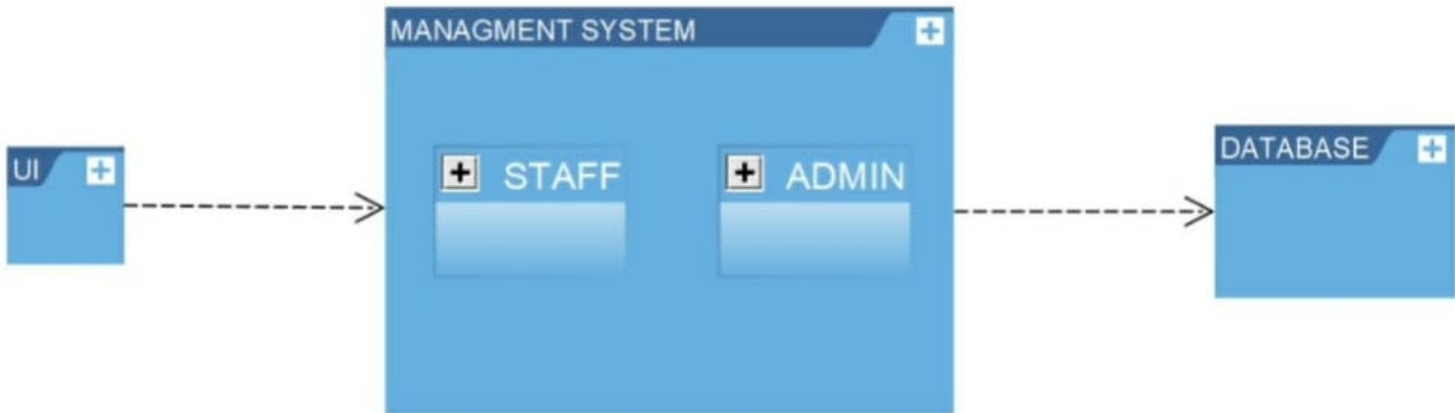 MANAGMENT SYSTEM
UI
STAFF
ADMIN
DATABASE